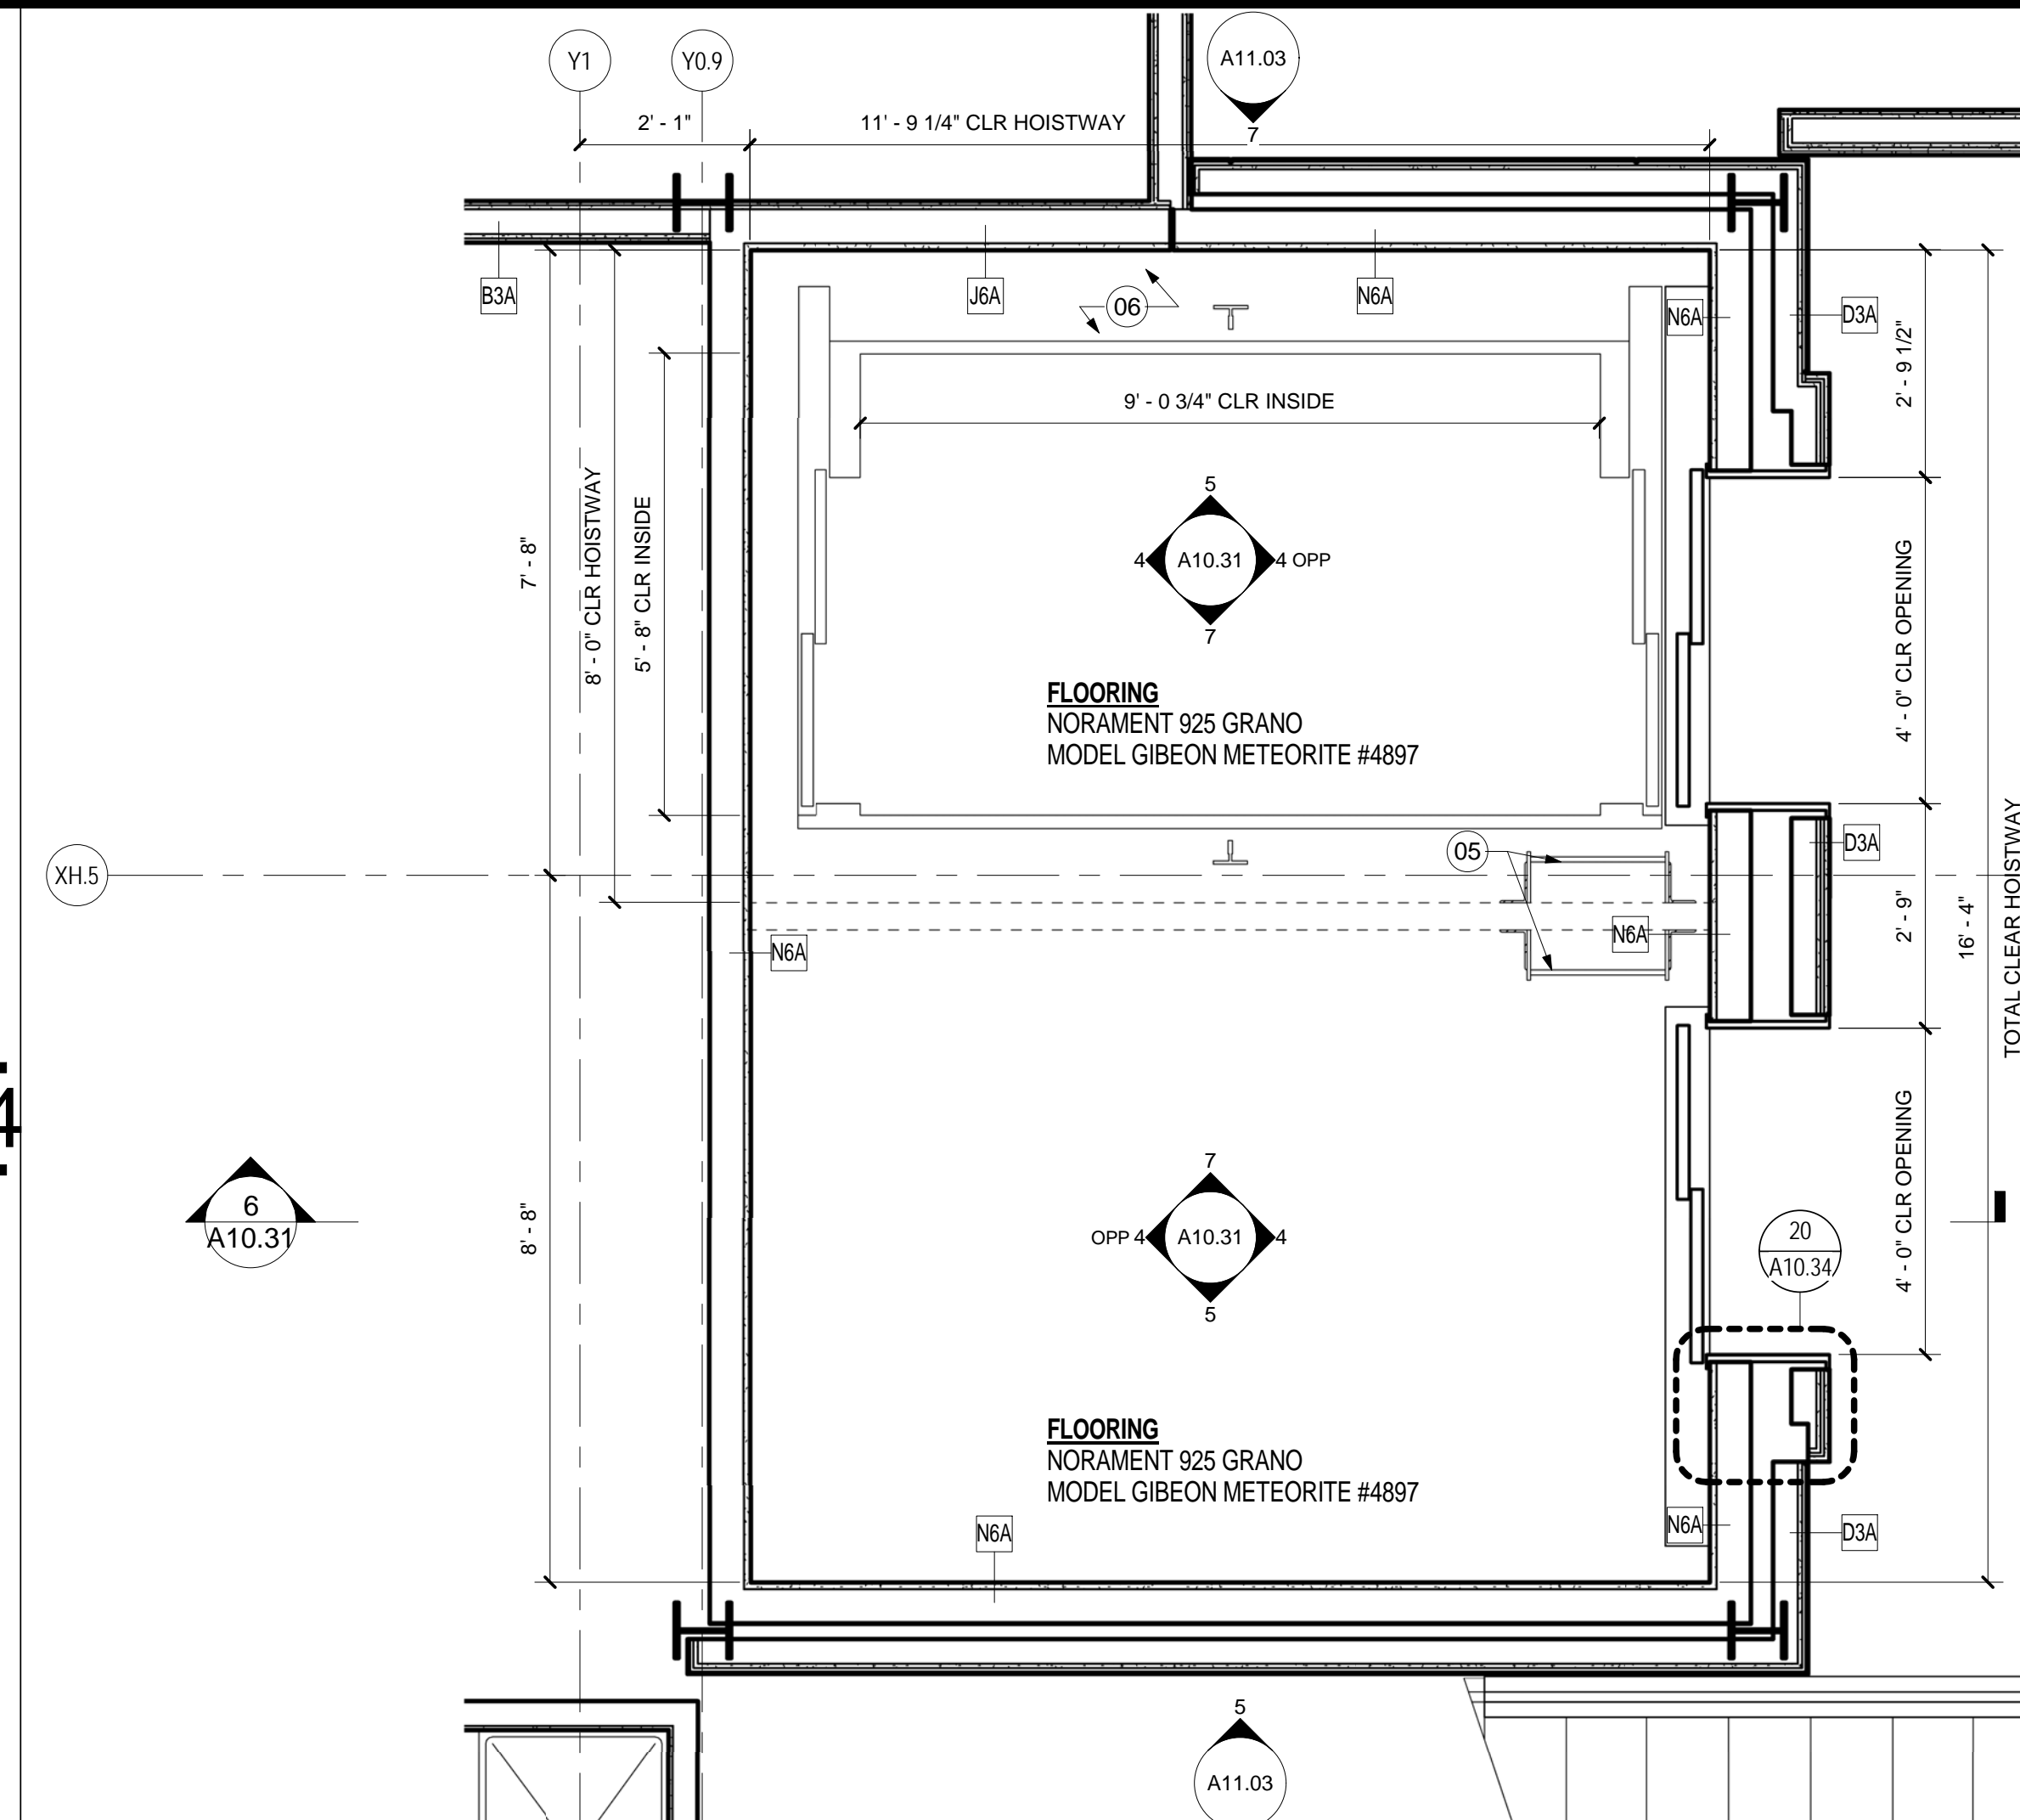 Y1
Y0.9
A11.03
7
2' - 1"
11' - 9 1/4" CLR HOISTWAY
B3A
J6A
06
N6A
N6A
D3A
2' - 9 1/2"
9' - 0 3/4" CLR INSIDE
7' - 8"
8' - 0" CLR HOISTWAY
5' - 8" CLR INSIDE
5
4
A10.31
4 OPP
7
4' - 0" CLR OPENING
FLOORING
NORAMENT 925 GRANO
MODEL GIBEON METEORITE #4897
XH.5
05
D3A
N6A
N6A
2' - 9"
16' - 4"
TOTAL CLEAR HOISTWAY
4
6
A10.31
8' - 8"
7
OPP 4
A10.31
4
5
4' - 0" CLR OPENING
20
A10.34
FLOORING
NORAMENT 925 GRANO
MODEL GIBEON METEORITE #4897
N6A
N6A
D3A
5
A11.03